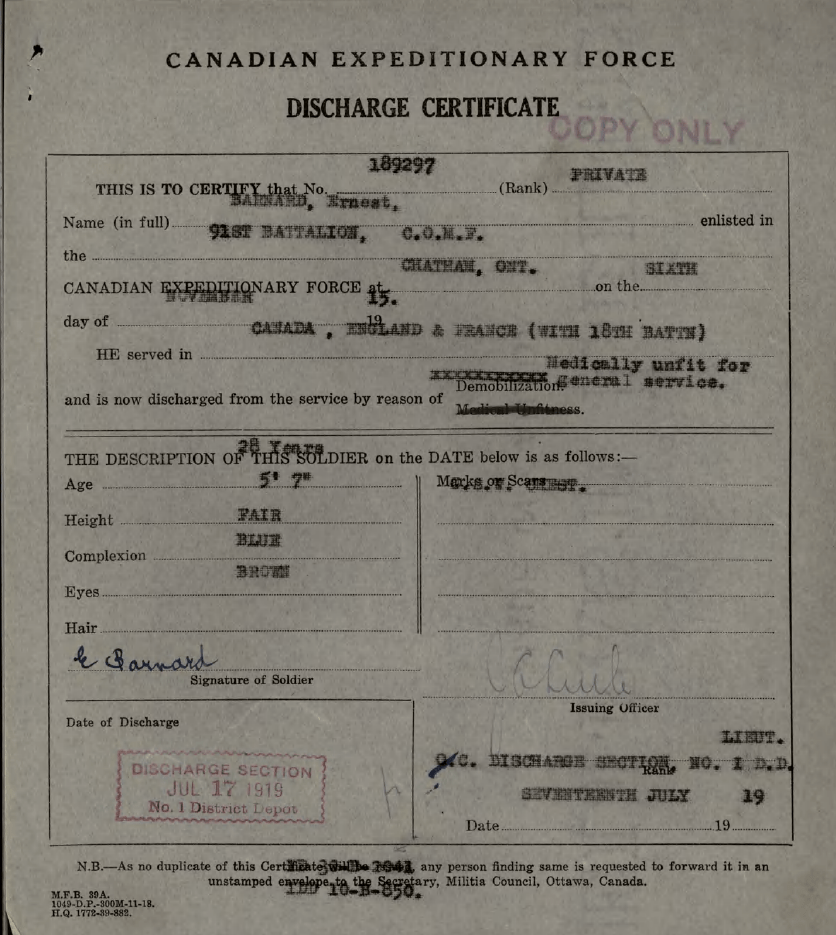 CANADIAN EXPEDITIONARY FORCE
DISCHARGE CERTIFICATE
COPY ONLY
189297
PRIVATE
THIS IS TO CERTIFY that No. (Rank)
BARNARD, Ernest,
Name (in full) enlisted in
91ST BATTALION, C.O.M.F.
the
CHATHAM, ONT. SIXTH
CANADIAN EXPEDITIONARY FORCE at on the
NOVEMBER 15.
day of 19
CANADA , ENGLAND & FRANCE (WITH 18TH BATTN)
HE served in
Medically unfit for
xxxxxxxxxxxx general service.
Demobilization.
and is now discharged from the service by reason of
Medical Unfitness.
28 Years
THE DESCRIPTION OF THIS SOLDIER on the DATE below is as follows:—
Age 5' 7" Marks or Scars CHEST.
Height FAIR
BLUE
Complexion
BROWN
Eyes
Hair
E Barnard
Signature of Soldier
Issuing Officer
Date of Discharge
LIEUT.
O/C. DISCHARGE SECTION, NO. I D.D.
Rank
DISCHARGE SECTION
JUL 17 1919
No. 1 District Depot
SEVENTEENTH JULY 19
Date 19
N.B.—As no duplicate of this Certificate will be any person finding same is requested to forward it in an
unstamped envelope to the Secretary, Militia Council, Ottawa, Canada.
10-B-850.
M.F.B. 39A.
1049-D.P.-300M-11-18.
H.Q. 1772-39-882.